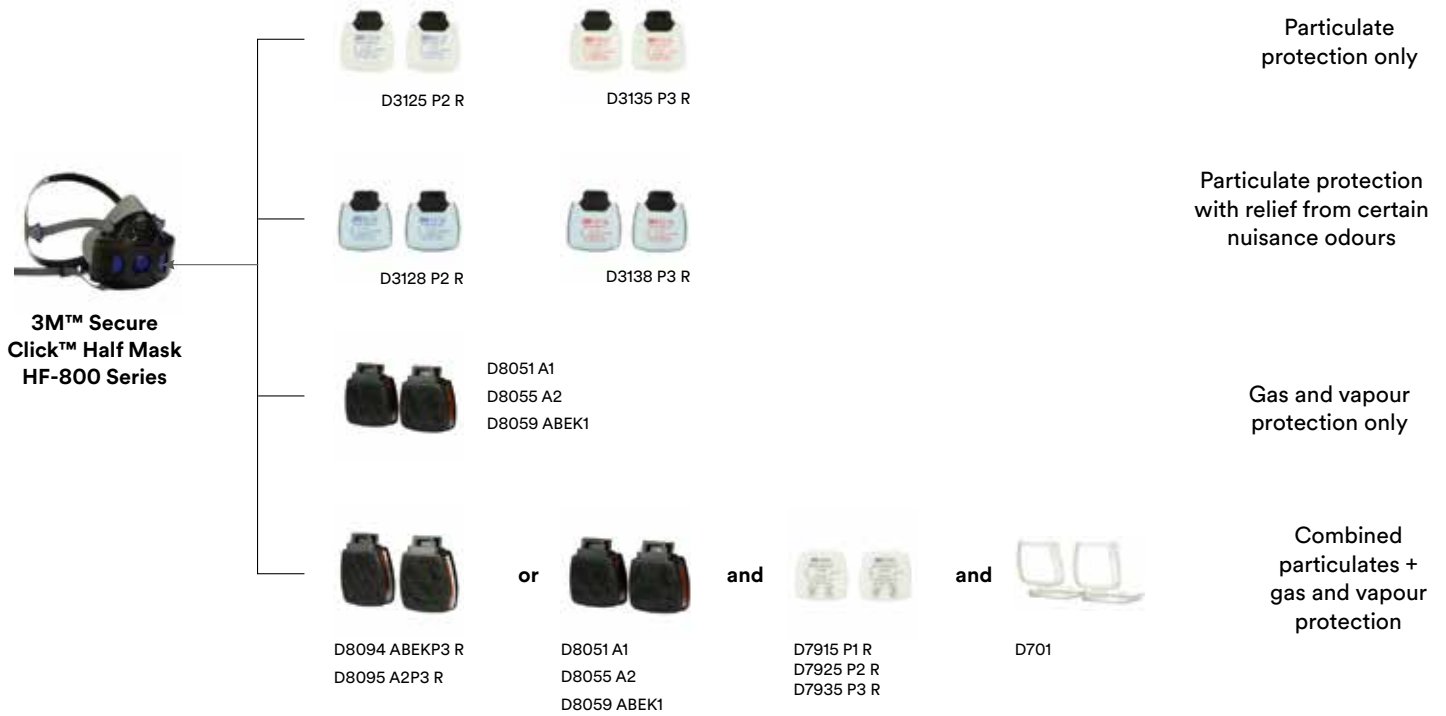 Particulate
protection only
D3125 P2 R
D3135 P3 R
Particulate protection
with relief from certain
nuisance odours
D3128 P2 R
D3138 P3 R
3M™ Secure
Click™ Half Mask
HF-800 Series
D8051 A1
D8055 A2
D8059 ABEK1
Gas and vapour
protection only
Combined
particulates +
gas and vapour
protection
or
and
and
D8094 ABEKP3 R
D8095 A2P3 R
D8051 A1
D8055 A2
D8059 ABEK1
D7915 P1 R
D7925 P2 R
D7935 P3 R
D701